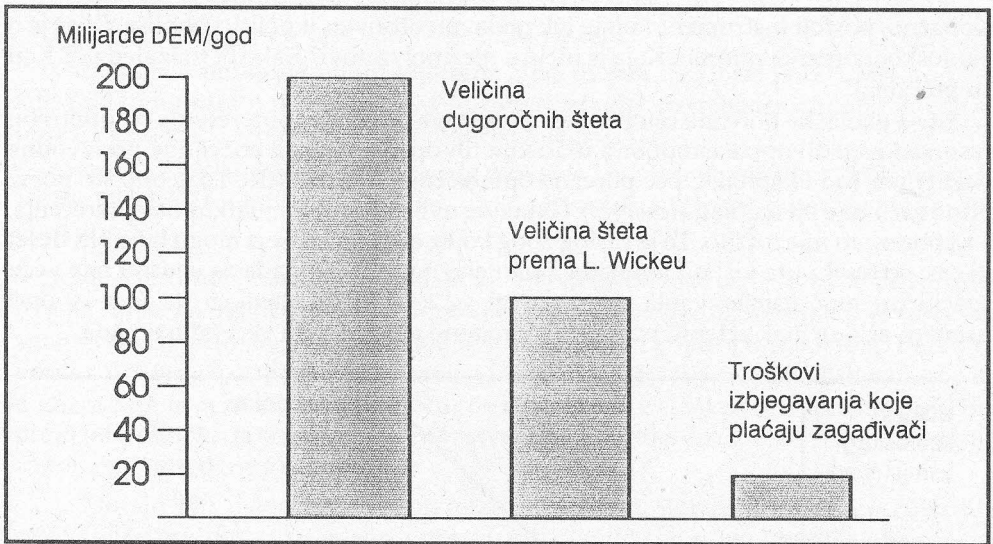 Milijarde DEM/god
200
180
160
140
120
100
80
60
40
20
Veličina
dugoročnih šteta
Veličina šteta
prema L. Wickeu
Troškovi
izbjegavanja koje
plaćaju zagađivači